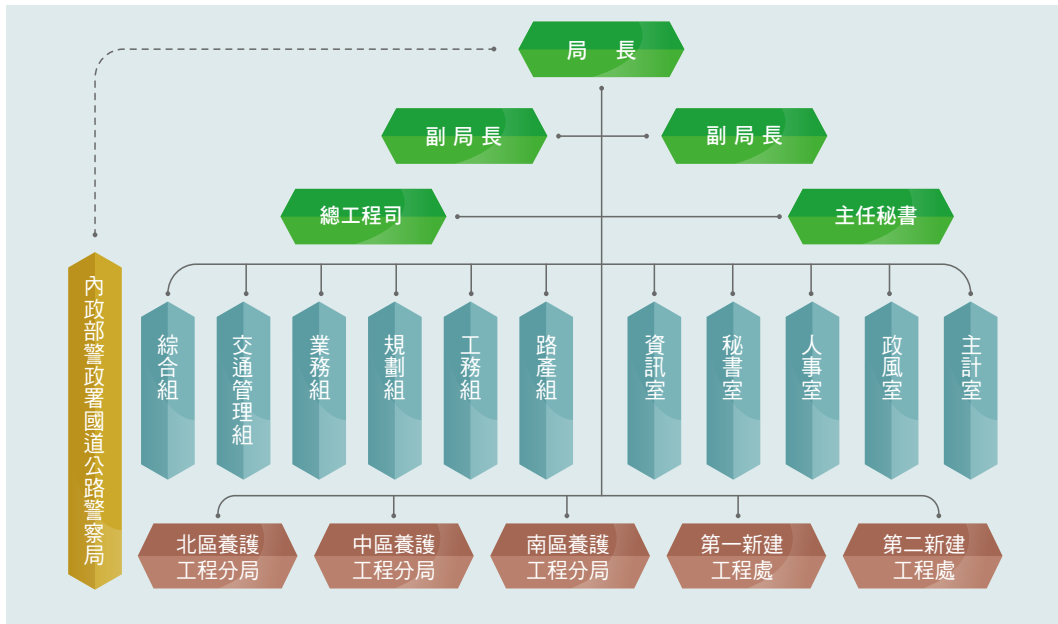 局 長
副局長
副局長
總工程司
主任秘書
內政部警政署國道公路警察局
綜合組
交通管理組
業務組
規劃組
工務組
路產組
資訊室
秘書室
人事室
政風室
主計室
北區養護
工程分局
中區養護
工程分局
南區養護
工程分局
第一新建
工程處
第二新建
工程處